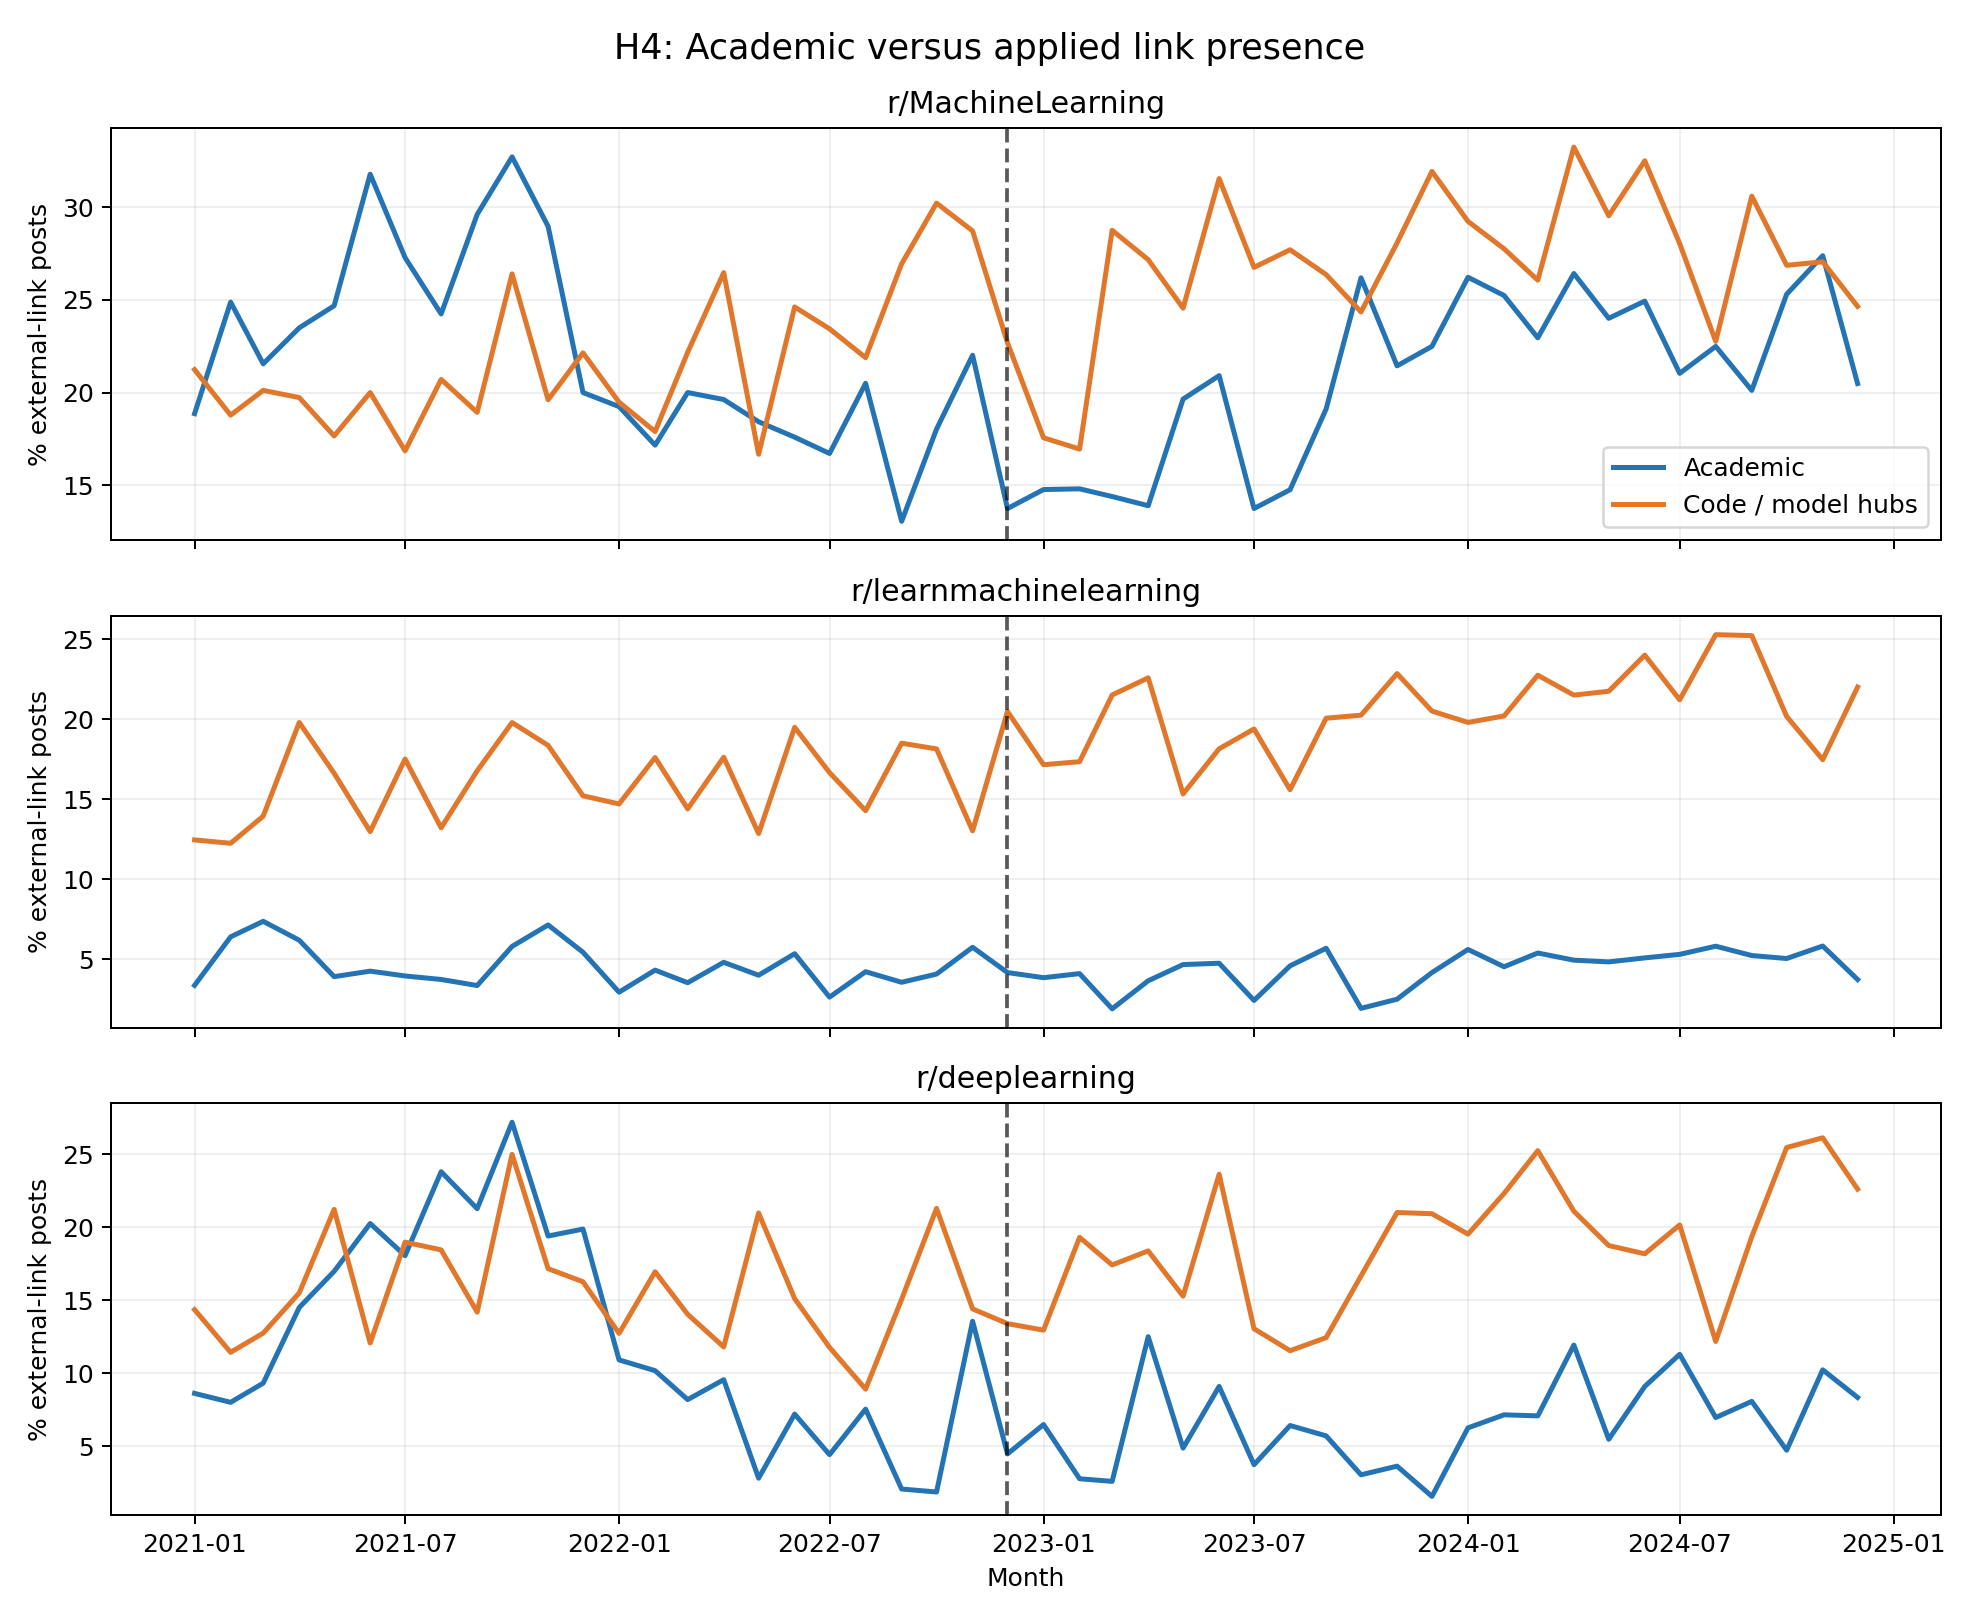 H4: Academic versus applied link presence
r/MachineLearning
% external-link posts
30
25
20
15
Academic
Code / model hubs
r/learnmachinelearning
% external-link posts
25
20
15
10
5
r/deeplearning
% external-link posts
25
20
15
10
5
2021-01 2021-07 2022-01 2022-07 2023-01 2023-07 2024-01 2024-07 2025-01
Month